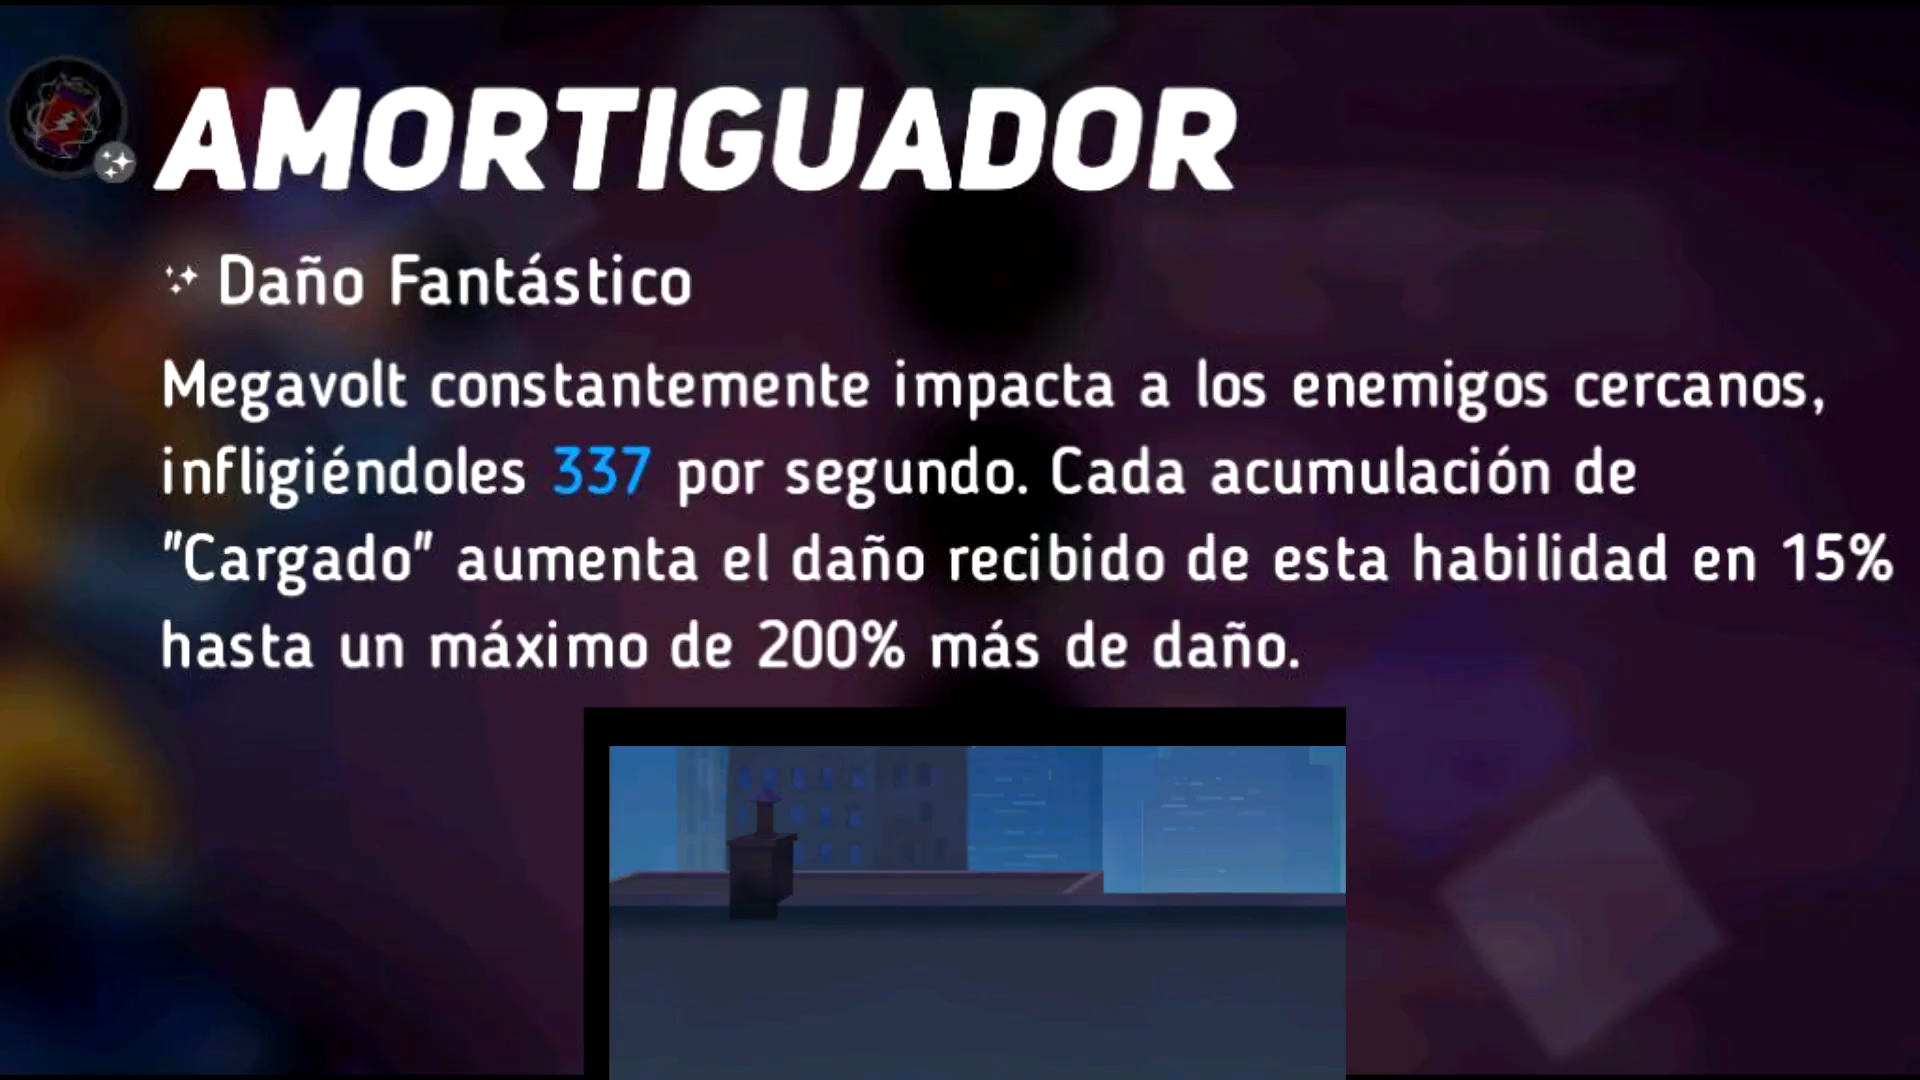 AMORTIGUADOR
Daño Fantástico
Megavolt constantemente impacta a los enemigos cercanos,
infligiéndoles 337 por segundo. Cada acumulación de
"Cargado" aumenta el daño recibido de esta habilidad en 15%
hasta un máximo de 200% más de daño.